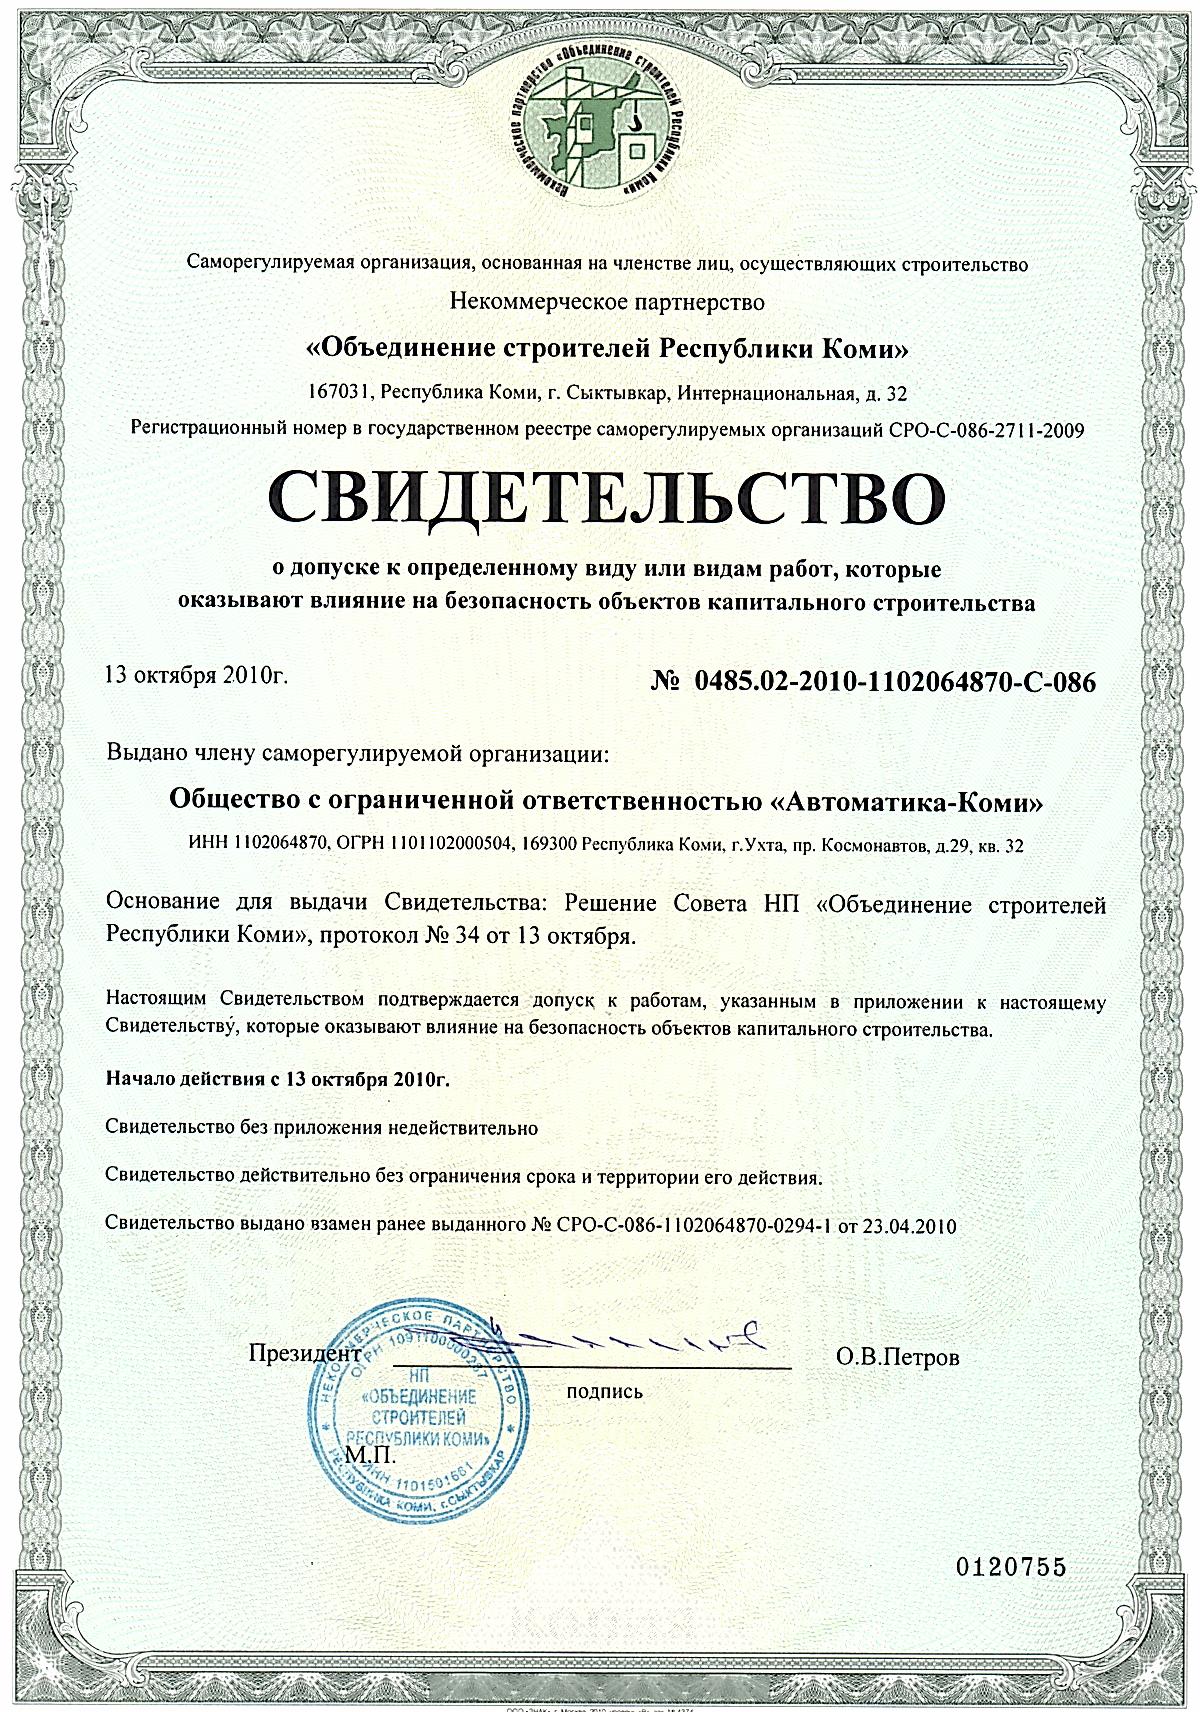 Некоммерческое партнерство «Объединение строителей Республики Коми»
Саморегулируемая организация, основанная на членстве лиц, осуществляющих строительство
Некоммерческое партнерство
«Объединение строителей Республики Коми»
167031, Республика Коми, г. Сыктывкар, Интернациональная, д. 32
Регистрационный номер в государственном реестре саморегулируемых организаций СРО-С-086-2711-2009
СВИДЕТЕЛЬСТВО
о допуске к определенному виду или видам работ, которые
оказывают влияние на безопасность объектов капитального строительства
13 октября 2010г.
№ 0485.02-2010-1102064870-С-086
Выдано члену саморегулируемой организации:
Общество с ограниченной ответственностью «Автоматика-Коми»
ИНН 1102064870, ОГРН 1101102000504, 169300 Республика Коми, г.Ухта, пр. Космонавтов, д.29, кв. 32
Основание для выдачи Свидетельства: Решение Совета НП «Объединение строителей
Республики Коми», протокол № 34 от 13 октября.
Настоящим Свидетельством подтверждается допуск к работам, указанным в приложении к настоящему
Свидетельству, которые оказывают влияние на безопасность объектов капитального строительства.
Начало действия с 13 октября 2010г.
Свидетельство без приложения недействительно
Свидетельство действительно без ограничения срока и территории его действия.
Свидетельство выдано взамен ранее выданного № СРО-С-086-1102064870-0294-1 от 23.04.2010
Президент
О.В.Петров
подпись
НЕКОММЕРЧЕСКОЕ ПАРТНЕРСТВО
ОГРН 1091100000287
НП
«ОБЪЕДИНЕНИЕ
СТРОИТЕЛЕЙ
РЕСПУБЛИКИ КОМИ»
М.П.
ИНН 1101501681
РЕСПУБЛИКА КОМИ, г.СЫКТЫВКАР
0120755